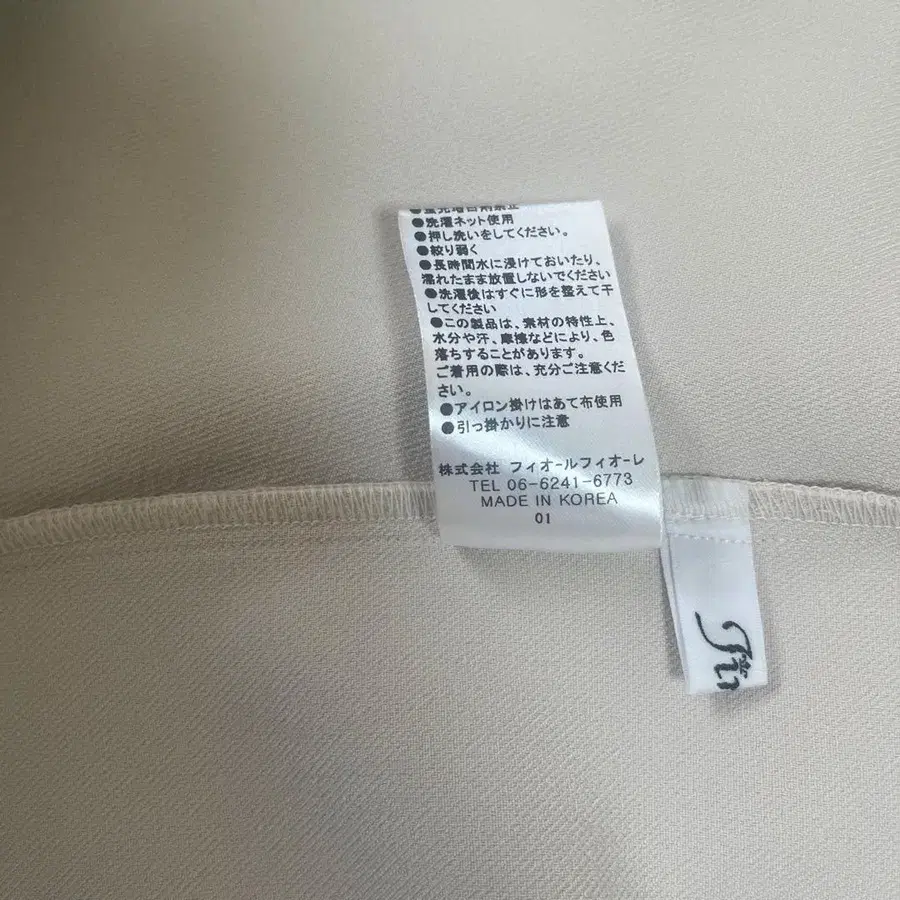 ●洗濯ネット使用
●押し洗いをしてください。
●絞り弱く
●長時間水に浸けておいたり、
濡れたまま放置しないでください
●洗濯後はすぐに形を整えて干
してください
●この製品は、素材の特性上、
水分や汗、摩擦などにより、色
落ちすることがあります。
ご着用の際は、充分ご注意くだ
さい。
●アイロン掛けはあて布使用
●引っ掛かりに注意
株式会社 フィオールフィオーレ
TEL 06-6241-6773
MADE IN KOREA
01